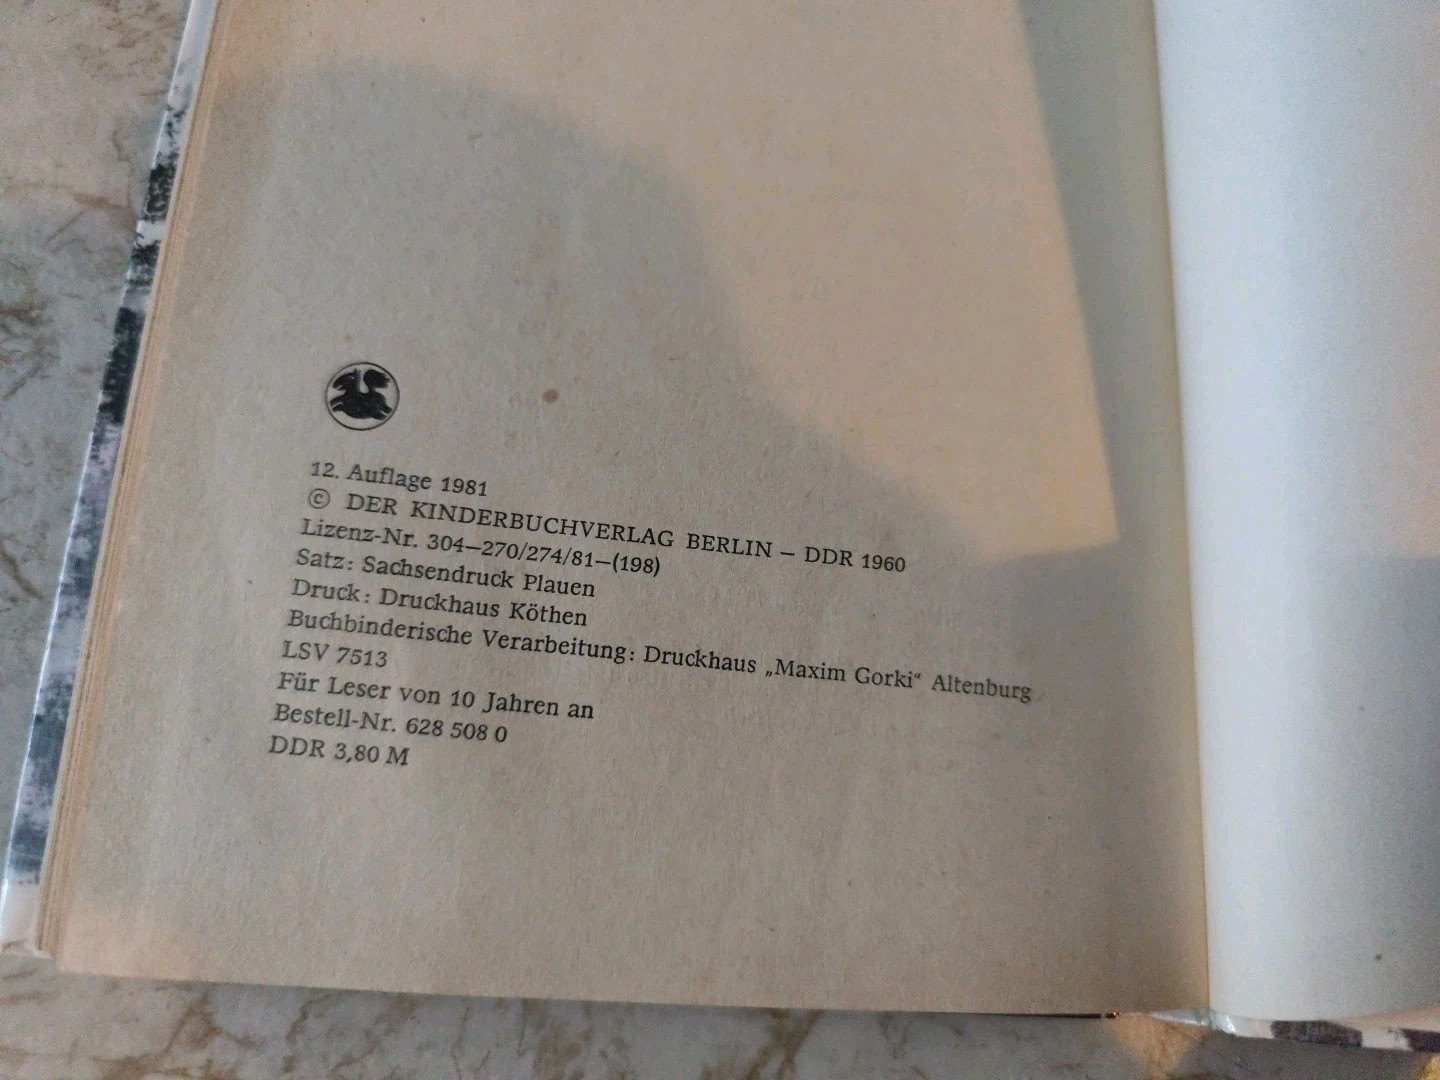 12. Auflage 1981
© DER KINDERBUCHVERLAG BERLIN – DDR 1960
Lizenz-Nr. 304–270/274/81–(198)
Satz: Sachsendruck Plauen
Druck: Druckhaus Köthen
Buchbinderische Verarbeitung: Druckhaus „Maxim Gorki“ Altenburg
LSV 7513
Für Leser von 10 Jahren an
Bestell-Nr. 628 508 0
DDR 3,80 M